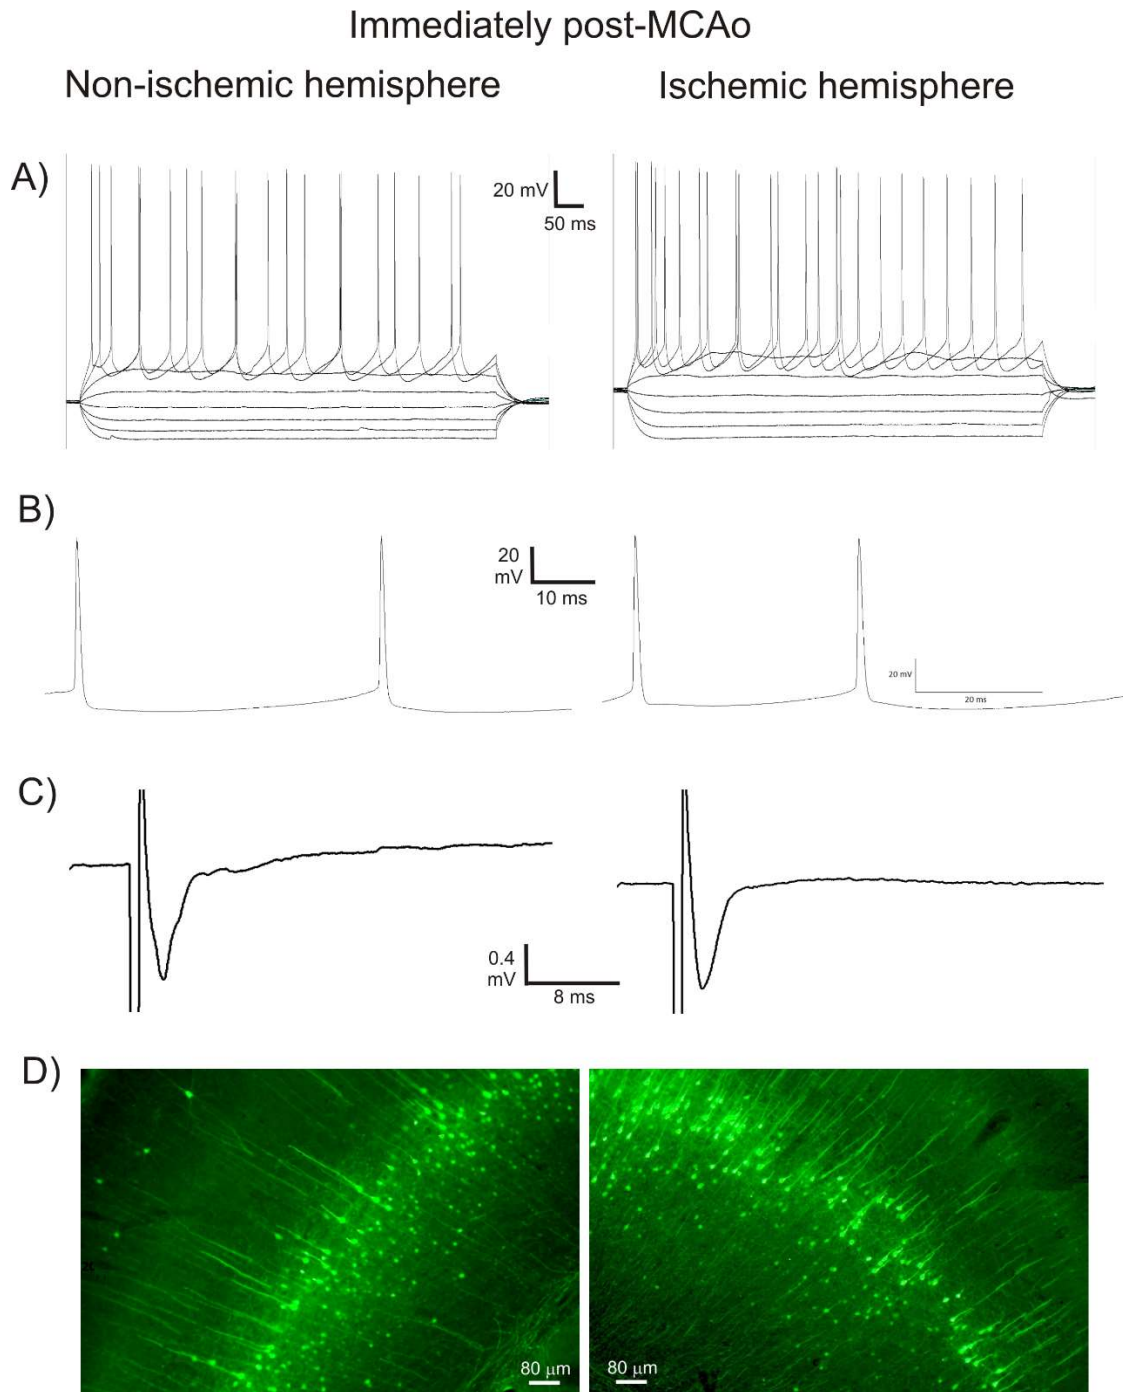 Immediately post-MCAo
Non-ischemic hemisphere
Ischemic hemisphere
A)
20 mV
50 ms
B)
20
mV
10 ms
20 mV
20 ms
C)
0.4
mV
8 ms
D)
80 μm
80 μm